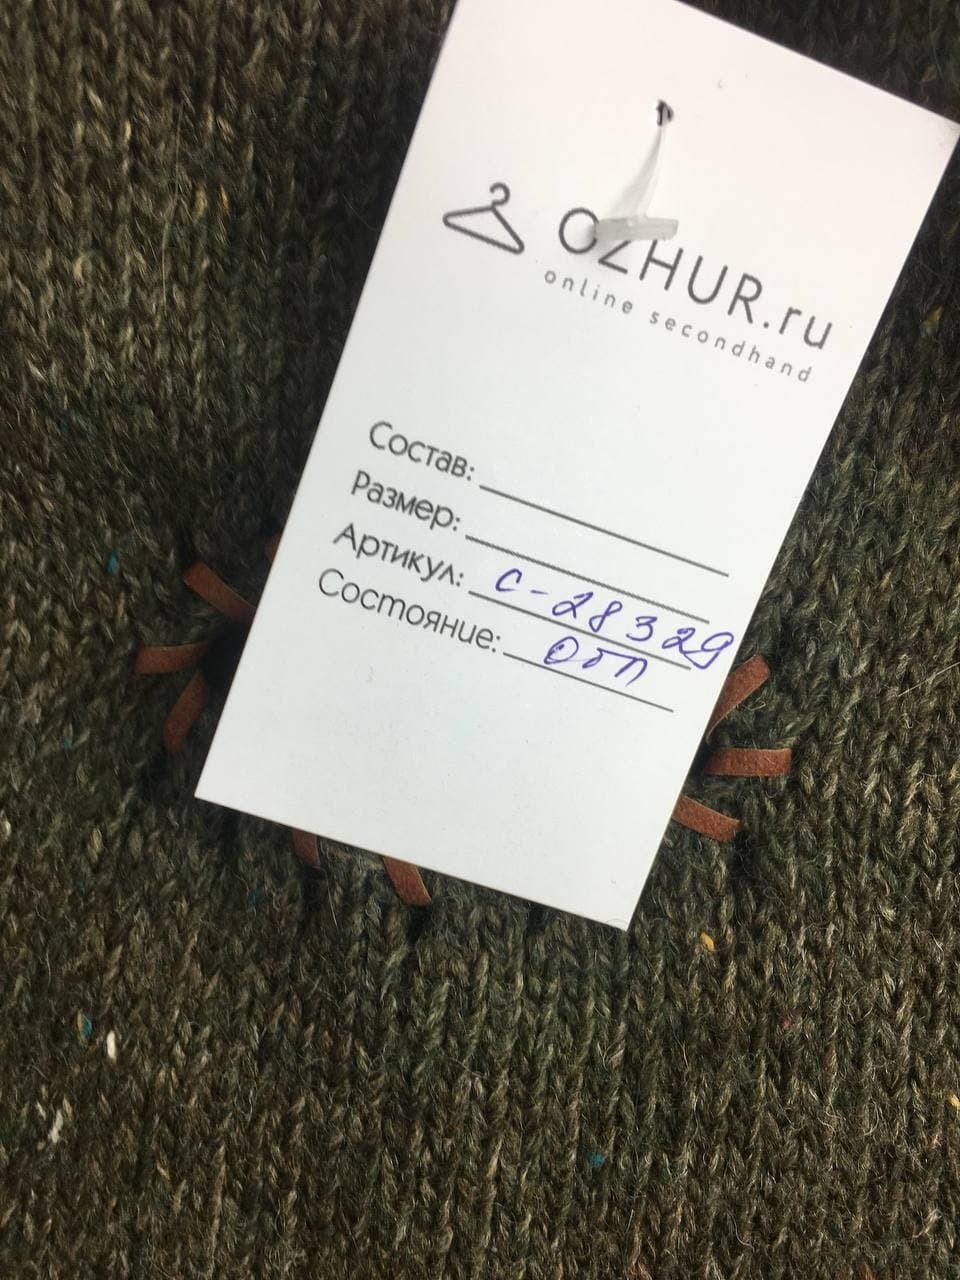 OZHUR.ru
online secondhand
Состав:
Размер:
Артикул: С-28329
Состояние: Отл